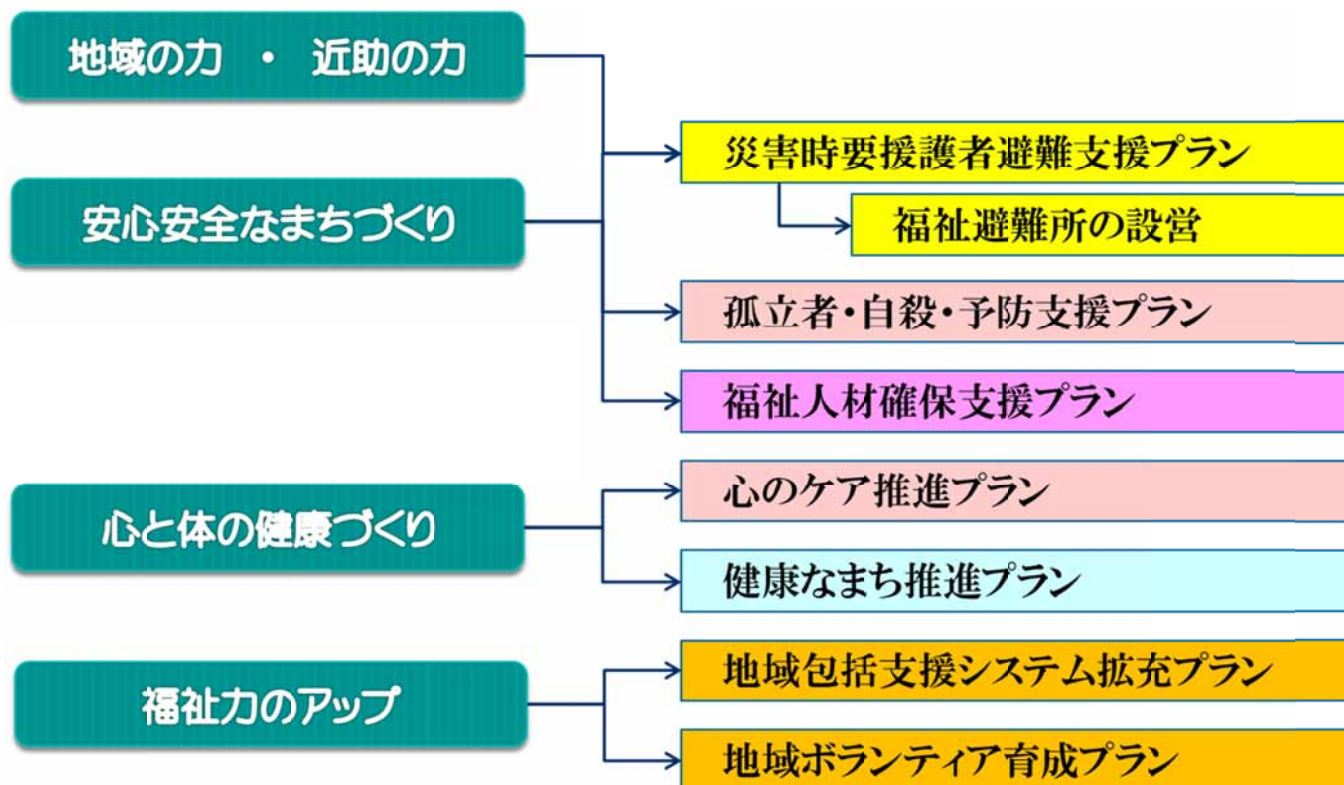 地域の力 ・ 近助の力
安心安全なまちづくり
災害時要援護者避難支援プラン
福祉避難所の設営
孤立者・自殺・予防支援プラン
福祉人材確保支援プラン
心と体の健康づくり
心のケア推進プラン
健康なまち推進プラン
福祉力のアップ
地域包括支援システム拡充プラン
地域ボランティア育成プラン